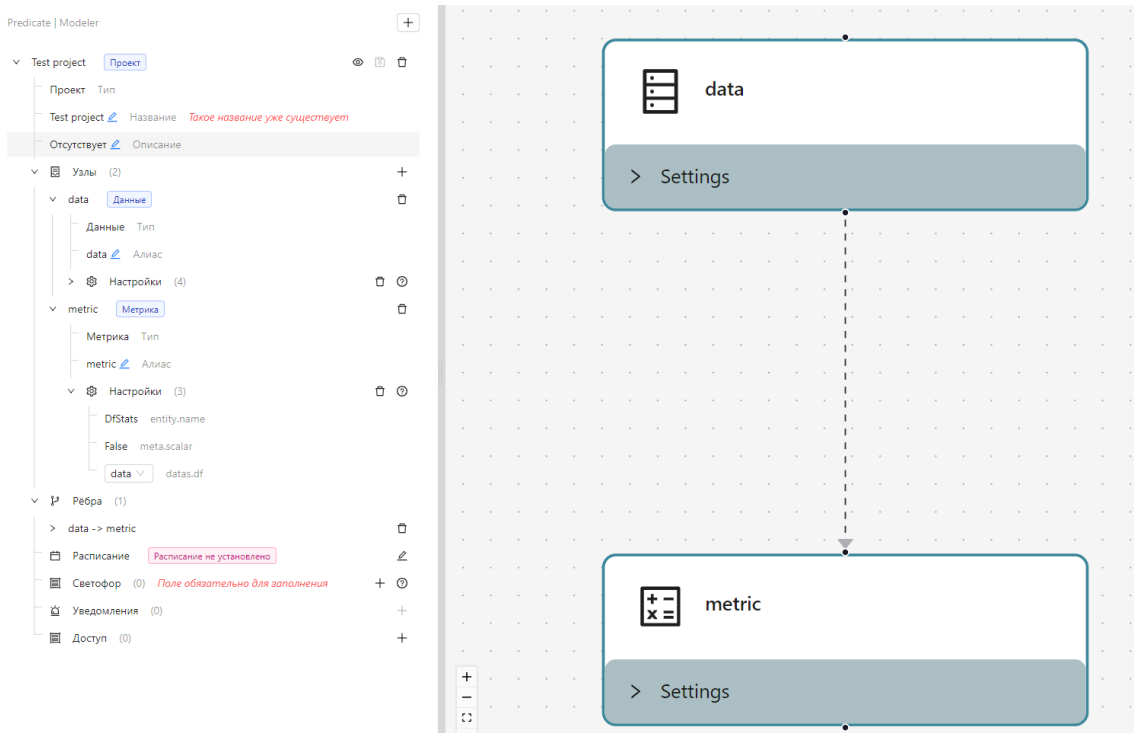 Predicate | Modeler
Test project Проект
Проект Тип
Test project Название Такое название уже существует
Отсутствует Описание
Узлы (2)
data Данные
Данные Тип
data Алиас
Настройки (4)
metric Метрика
Метрика Тип
metric Алиас
Настройки (3)
DfStats entity.name
False meta.scalar
data datas.df
Рёбра (1)
data -> metric
Расписание Расписание не установлено
Светофор (0) Поле обязательно для заполнения
Уведомления (0)
Доступ (0)
data
Settings
metric
Settings